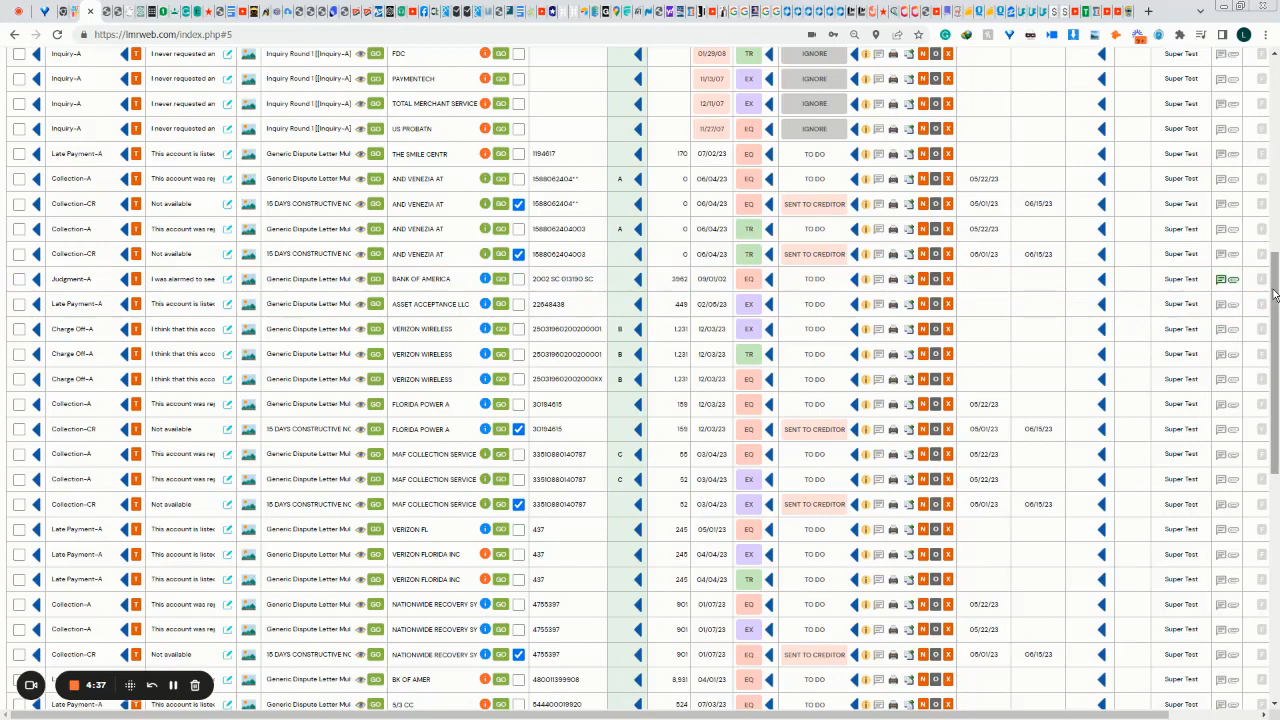 https://lmrweb.com/index.php#5
Inquiry-A T I never requested an Inquiry Round 1 [[Inquiry-A] GO FDC i GO 01/29/08 TR IGNORE N O X Super Test
Inquiry-A T I never requested an Inquiry Round 1 [[Inquiry-A] GO PAYMENTECH i GO 11/13/07 EX IGNORE N O X Super Test
Inquiry-A T I never requested an Inquiry Round 1 [[Inquiry-A] GO TOTAL MERCHANT SERVICE i GO 12/11/07 EX IGNORE N O X Super Test
Inquiry-A T I never requested an Inquiry Round 1 [[Inquiry-A] GO US PROBATN i GO 11/27/07 EQ IGNORE N O X Super Test
Late Payment-A T This account is liste Generic Dispute Letter Mul GO THE SMILE CENTR i GO 1194617 170 07/02/23 EQ TO DO N O X Super Test
Collection-A T This account was rep Generic Dispute Letter Mul GO AND VENEZIA AT i GO 1588062404** A 0 06/04/23 EQ TO DO N O X 05/22/23 Super Test
Collection-CR T Not available 15 DAYS CONSTRUCTIVE NO GO AND VENEZIA AT i GO 1588062404** 0 06/04/23 EQ SENT TO CREDITOR N O X 05/01/23 06/15/23 Super Test
Collection-A T This account was rep Generic Dispute Letter Mul GO AND VENEZIA AT i GO 1588062404003 A 0 06/04/23 TR TO DO N O X 05/22/23 Super Test
Collection-CR T Not available 15 DAYS CONSTRUCTIVE NO GO AND VENEZIA AT i GO 1588062404003 0 06/04/23 TR SENT TO CREDITOR N O X 05/01/23 06/15/23 Super Test
Judgment-A T I was alarmed to see Generic Dispute Letter Mul GO BANK OF AMERICA i GO 2002 SC 013190 SC 3962 09/01/02 EQ TO DO N O X Super Test
Late Payment-A T This account is liste Generic Dispute Letter Mul GO ASSET ACCEPTANCE LLC i GO 22648438 449 02/05/23 EX TO DO N O X Super Test
Charge Off-A T I think that this acco Generic Dispute Letter Mul GO VERIZON WIRELESS i GO 25031960200200001 B 1,231 12/03/23 EX TO DO N O X Super Test
Charge Off-A T I think that this acco Generic Dispute Letter Mul GO VERIZON WIRELESS i GO 25031960200200001 B 1,231 12/03/23 TR TO DO N O X Super Test
Charge Off-A T I think that this acco Generic Dispute Letter Mul GO VERIZON WIRELESS i GO 250319602002000XX B 1,231 12/03/23 EQ TO DO N O X Super Test
Collection-A T This account was rep Generic Dispute Letter Mul GO FLORIDA POWER A i GO 30194615 159 12/03/23 EQ TO DO N O X 05/22/23 Super Test
Collection-CR T Not available 15 DAYS CONSTRUCTIVE NO GO FLORIDA POWER A i GO 30194615 159 12/03/23 EQ SENT TO CREDITOR N O X 05/01/23 06/15/23 Super Test
Collection-A T This account was rep Generic Dispute Letter Mul GO MAF COLLECTION SERVICE i GO 33510880140787 C 55 03/04/23 EQ TO DO N O X 05/22/23 Super Test
Collection-A T This account was rep Generic Dispute Letter Mul GO MAF COLLECTION SERVICE i GO 33510880140787 C 52 03/04/23 EX TO DO N O X 05/22/23 Super Test
Collection-CR T Not available 15 DAYS CONSTRUCTIVE NO GO MAF COLLECTION SERVICE i GO 33510880140787 52 03/04/23 EX SENT TO CREDITOR N O X 05/01/23 06/15/23 Super Test
Late Payment-A T This account is liste Generic Dispute Letter Mul GO VERIZON FL i GO 437 245 05/01/23 EQ TO DO N O X Super Test
Late Payment-A T This account is liste Generic Dispute Letter Mul GO VERIZON FLORIDA INC i GO 437 245 04/04/23 EX TO DO N O X Super Test
Late Payment-A T This account is liste Generic Dispute Letter Mul GO VERIZON FLORIDA INC i GO 437 245 04/04/23 TR TO DO N O X Super Test
Collection-A T This account was rep Generic Dispute Letter Mul GO NATIONWIDE RECOVERY SY i GO 4755397 901 01/07/23 EQ TO DO N O X 05/22/23 Super Test
Collection-A T This account was rep Generic Dispute Letter Mul GO NATIONWIDE RECOVERY SY i GO 4755397 901 01/07/23 EX TO DO N O X 05/22/23 Super Test
Collection-CR T Not available 15 DAYS CONSTRUCTIVE NO GO NATIONWIDE RECOVERY SY i GO 4755397 901 01/07/23 EQ SENT TO CREDITOR N O X 05/01/23 06/15/23 Super Test
This account is liste Generic Dispute Letter Mul GO BK OF AMER i GO 480011399908 8,931 04/01/23 EQ TO DO N O X Super Test
4:37
Late Payment-A T This account is liste Generic Dispute Letter Mul GO 5/3 CC i GO 544400019920 524 07/03/23 EX TO DO N O X Super Test